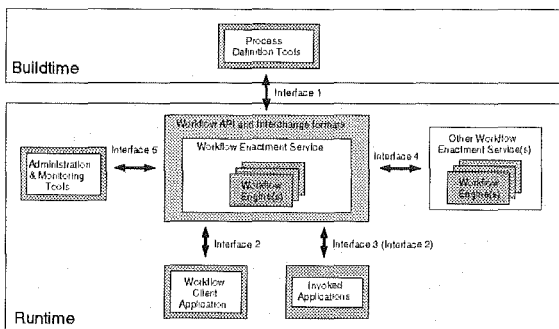 Process
Definition Tools
Buildtime
Interface 1
Workflow API and Interchange formats
Interface 5
Workflow Enactment Service
Interface 4
Other Workflow
Enactment Service(s)
Administration
& Monitoring
Tools
Workflow
Engine(s)
Workflow
Engine(s)
Interface 2
Interface 3 (Interface 2)
Workflow
Client
Application
Invoked
Applications
Runtime